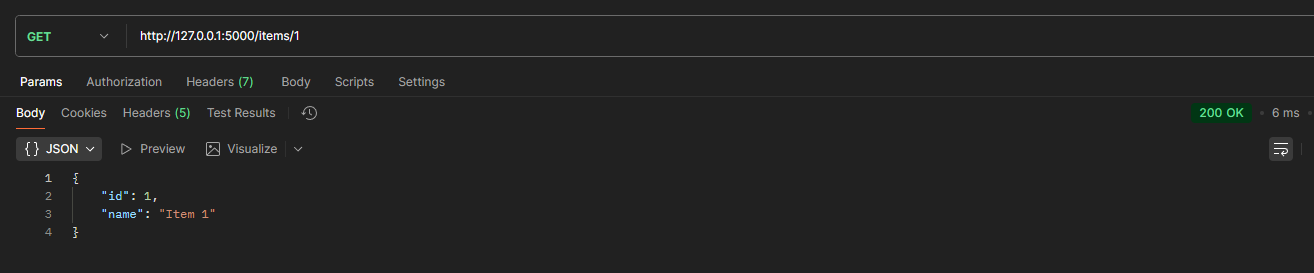 GET http://127.0.0.1:5000/items/1
Params Authorization Headers (7) Body Scripts Settings
Body Cookies Headers (5) Test Results 200 OK • 6 ms •
{ } JSON Preview Visualize
1 {
2 "id": 1,
3 "name": "Item 1"
4 }